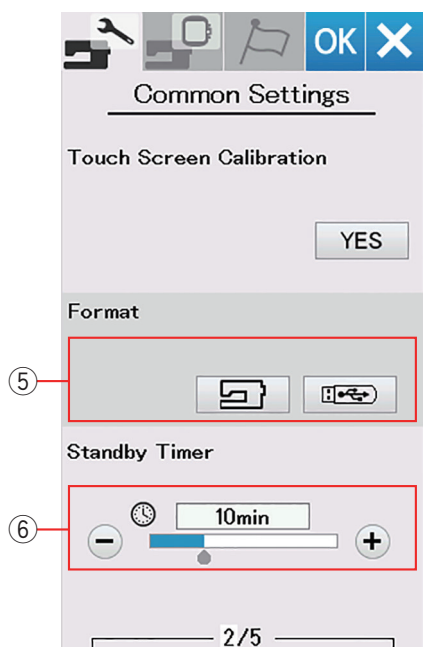 OK
Common Settings
Touch Screen Calibration
YES
Format
⑤
Standby Timer
⑥
10min
− +
2/5